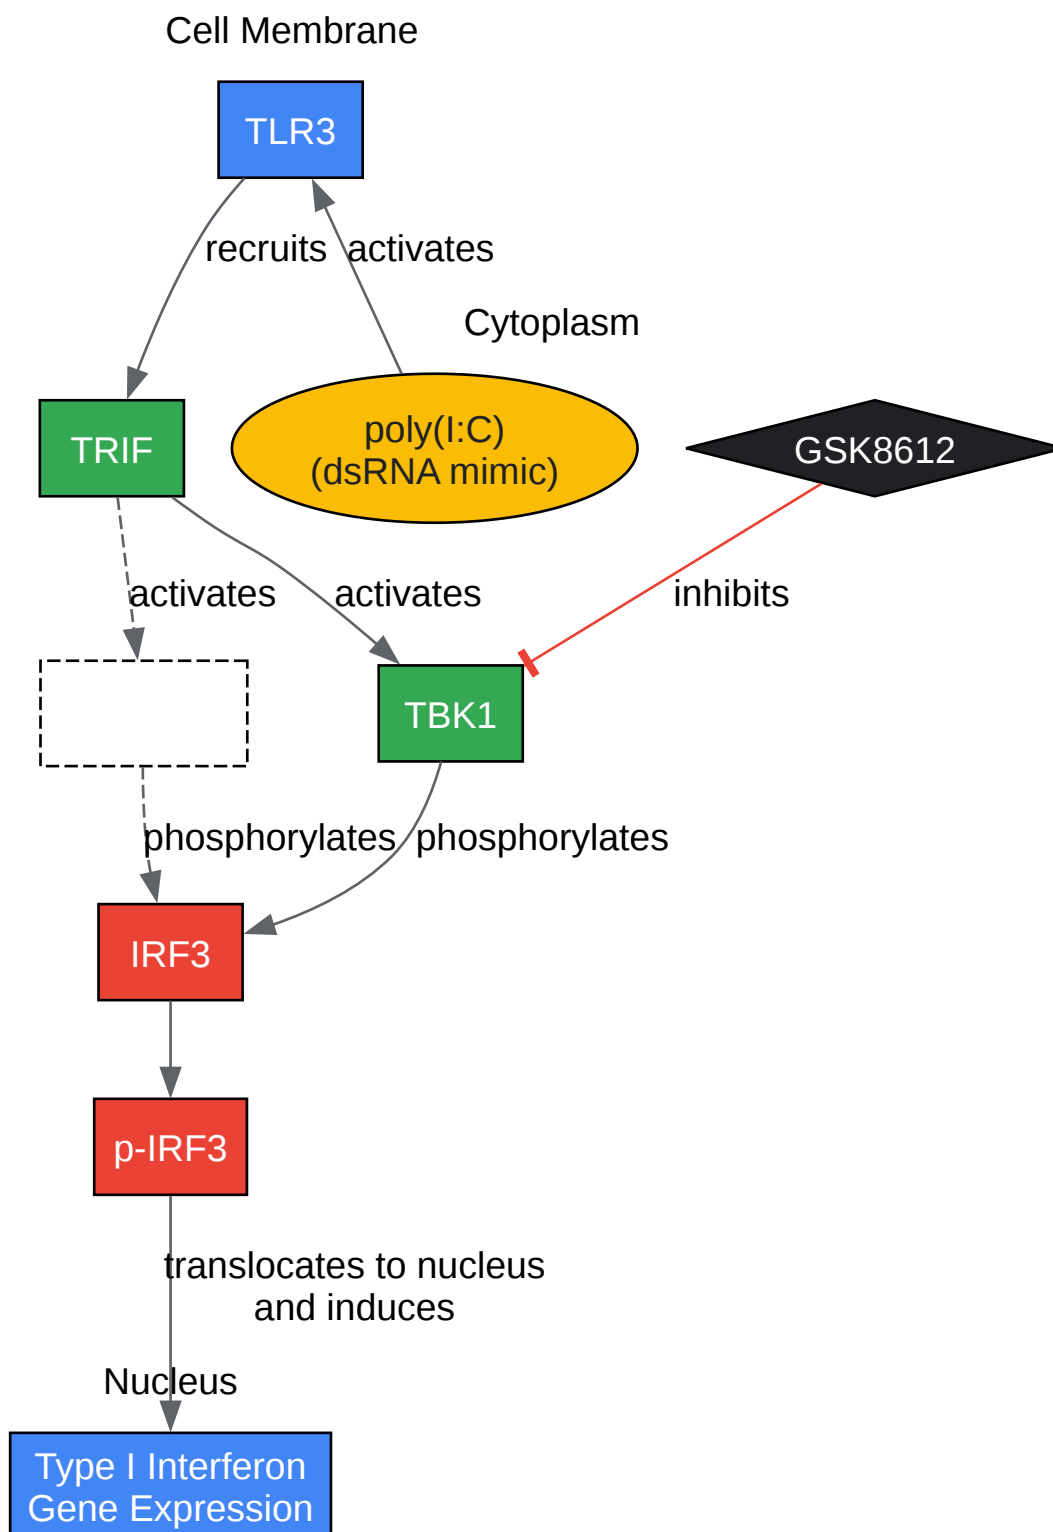 Cell Membrane
TLR3
recruits
activates
Cytoplasm
TRIF
poly(I:C)
(dsRNA mimic)
GSK8612
activates
activates
inhibits
TBK1
phosphorylates
phosphorylates
IRF3
p-IRF3
translocates to nucleus
and induces
Nucleus
Type I Interferon
Gene Expression